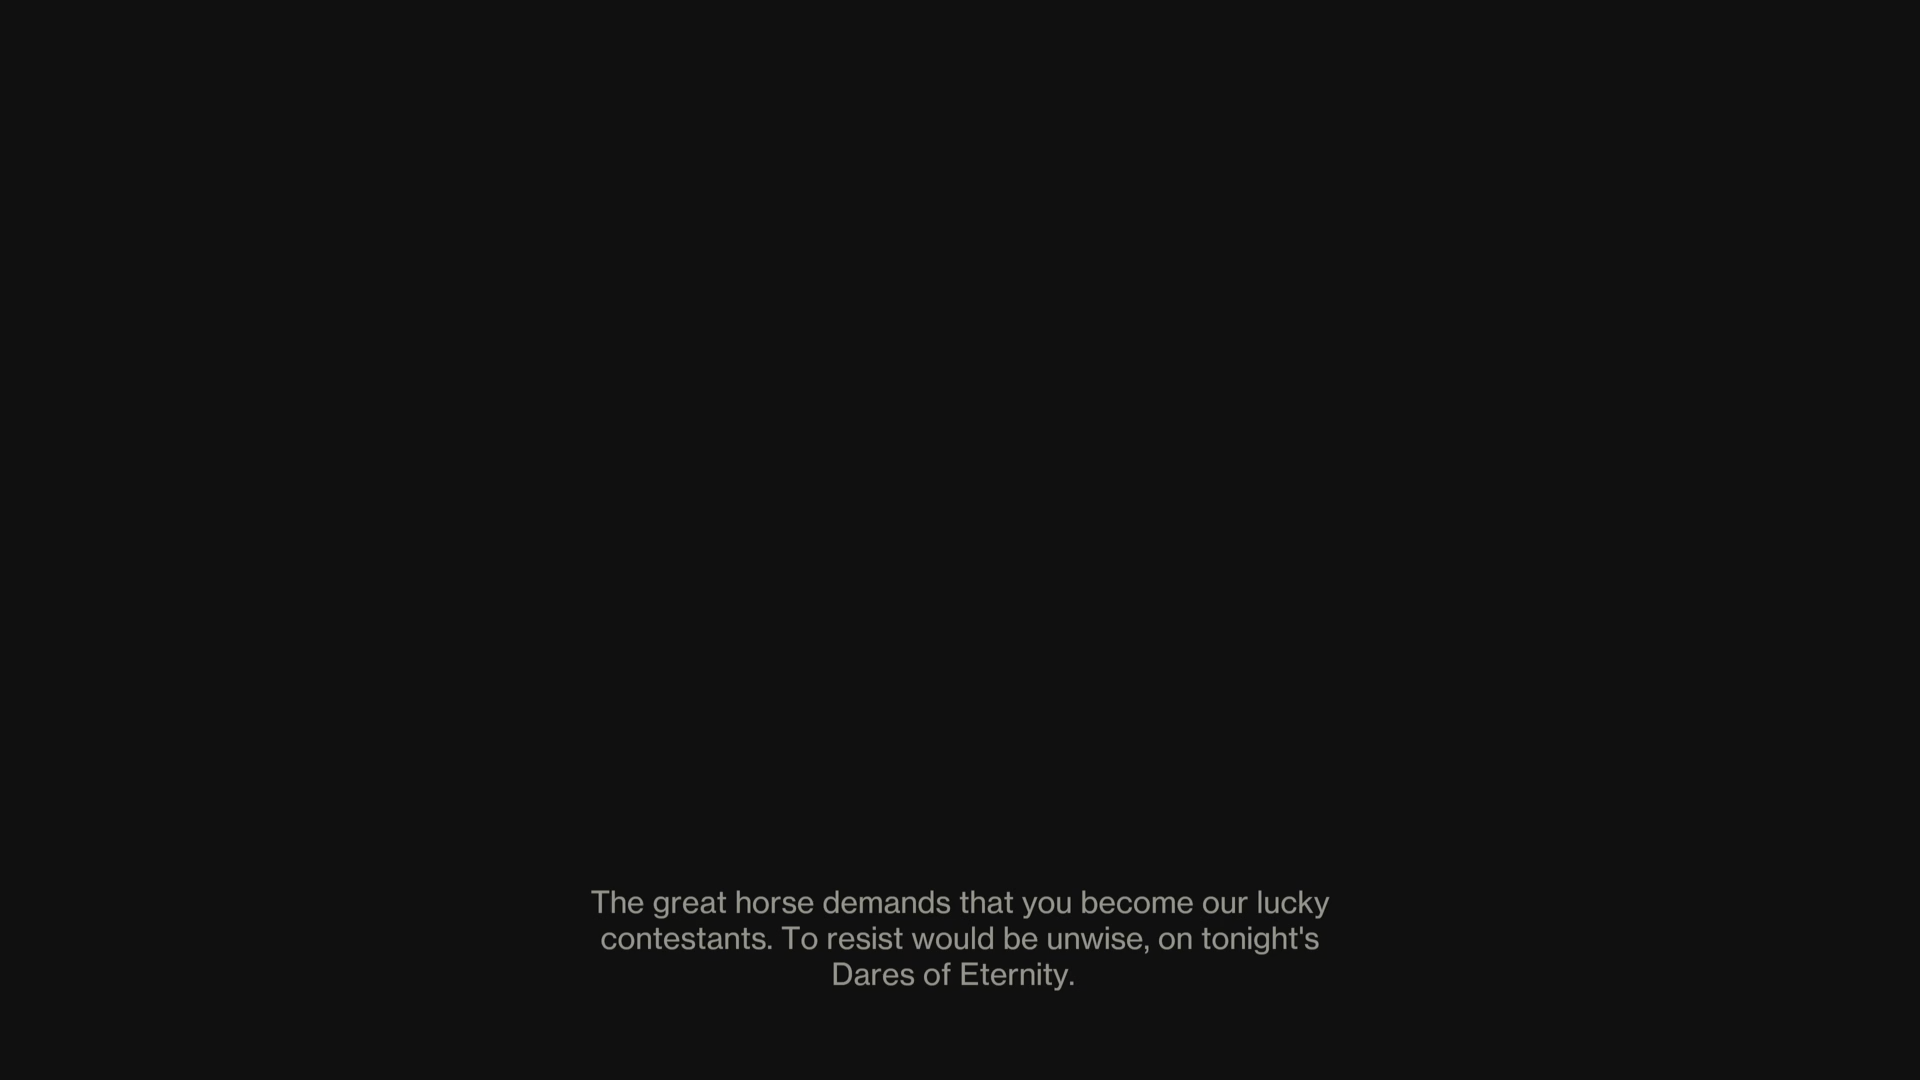 The great horse demands that you become our lucky
contestants. To resist would be unwise, on tonight's
Dares of Eternity.